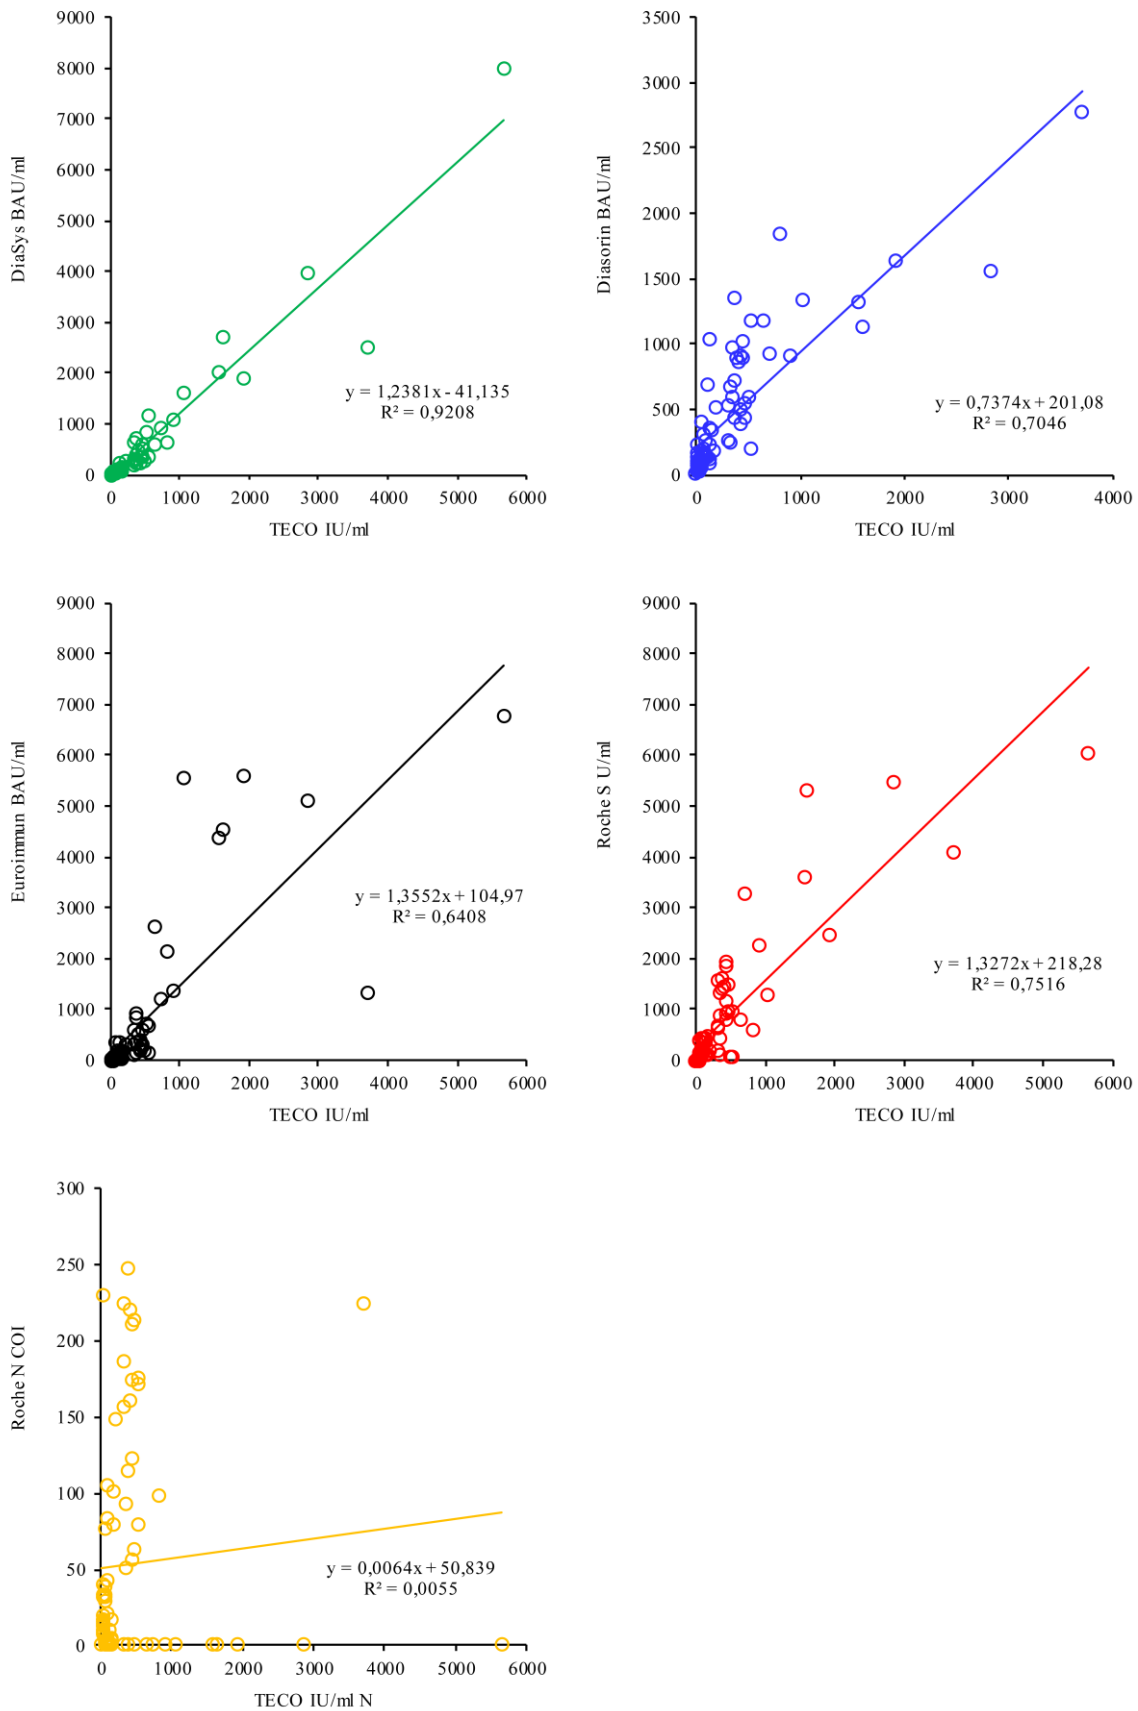 9000
8000
7000
6000
5000
4000
3000
2000
1000
0
DiaSys BAU/ml
y = 1,2381x - 41,135
R² = 0,9208
0 1000 2000 3000 4000 5000 6000
TECO IU/ml
3500
3000
2500
2000
1500
1000
500
0
Diasorin BAU/ml
y = 0,7374x + 201,08
R² = 0,7046
0 1000 2000 3000 4000
TECO IU/ml
9000
8000
7000
6000
5000
4000
3000
2000
1000
0
Euroimmun BAU/ml
y = 1,3552x + 104,97
R² = 0,6408
0 1000 2000 3000 4000 5000 6000
TECO IU/ml
9000
8000
7000
6000
5000
4000
3000
2000
1000
0
Roche S U/ml
y = 1,3272x + 218,28
R² = 0,7516
0 1000 2000 3000 4000 5000 6000
TECO IU/ml
300
250
200
150
100
50
0
Roche N COI
y = 0,0064x + 50,839
R² = 0,0055
0 1000 2000 3000 4000 5000 6000
TECO IU/ml N